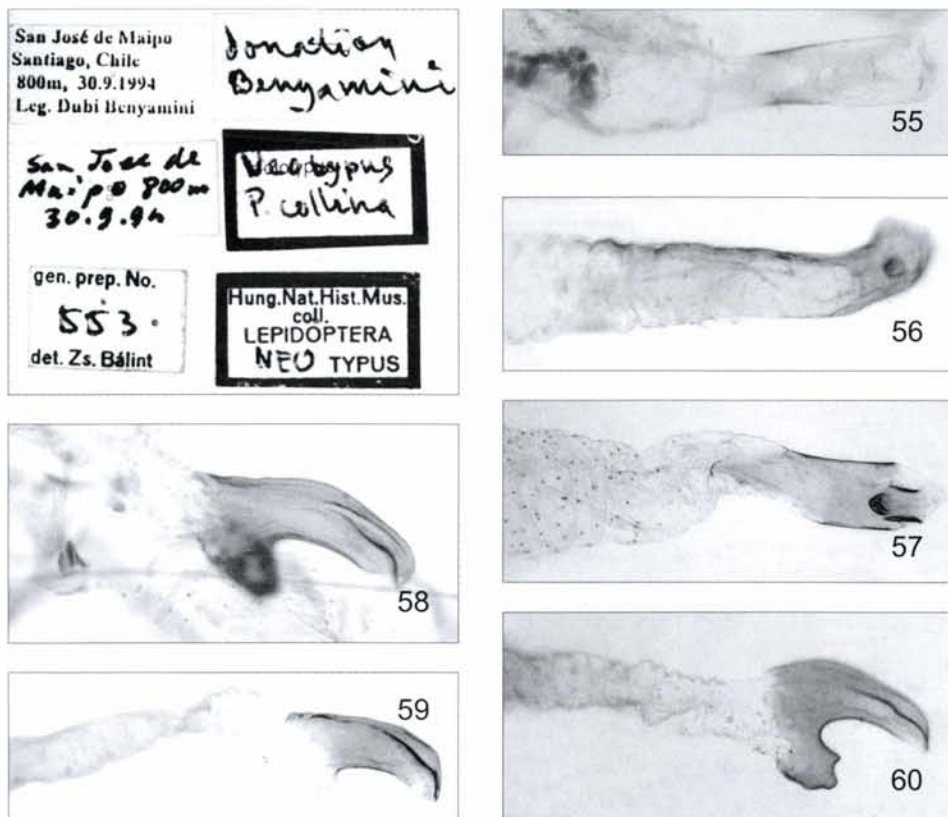 San José de Maipo
Santiago, Chile
800m, 30.9.1994
Leg. Dubi Benyamini
Jonatian
Benyamini
San Jose de
Maipo 800m
30.9.94
P. collina
gen. prep. No.
553.
det. Zs. Bálint
Hung.Nat.Hist.Mus.
coll.
LEPIDOPTERA
NEO TYPUS
55
56
57
58
59
60